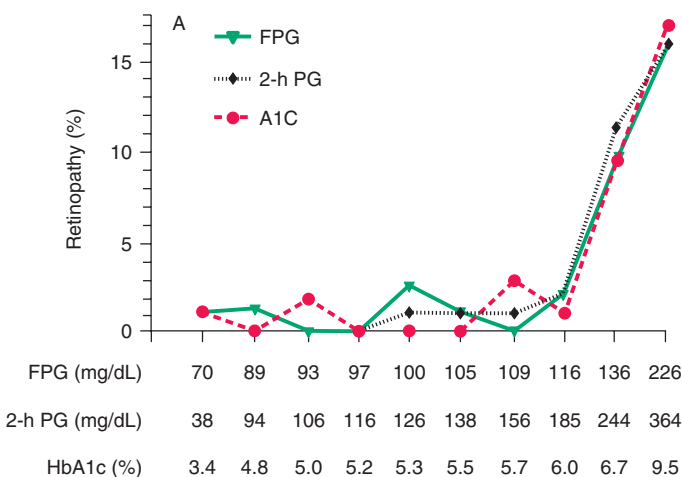 A
FPG
2-h PG
A1C
Retinopathy (%)
15
10
5
0
FPG (mg/dL) 70 89 93 97 100 105 109 116 136 226
2-h PG (mg/dL) 38 94 106 116 126 138 156 185 244 364
HbA1c (%) 3.4 4.8 5.0 5.2 5.3 5.5 5.7 6.0 6.7 9.5